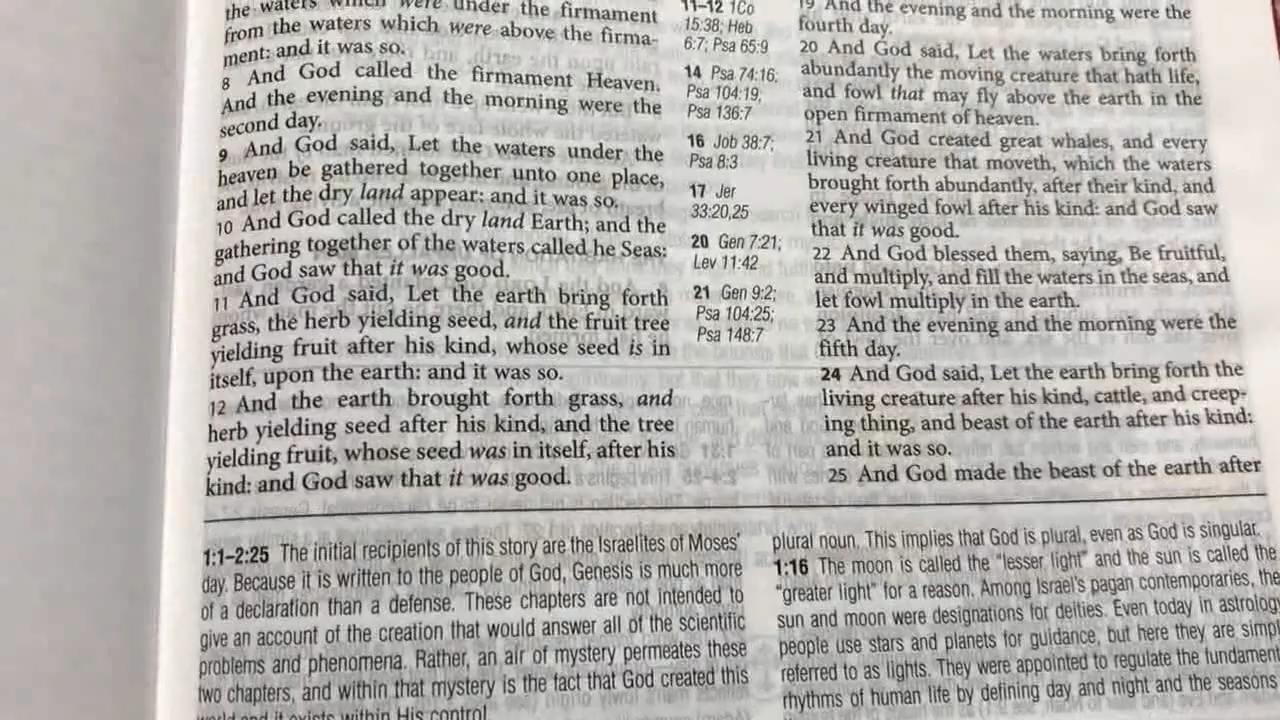 the waters which were under the firmament
from the waters which were above the firma-
ment: and it was so.
8 And God called the firmament Heaven.
And the evening and the morning were the
second day.
9 And God said, Let the waters under the
heaven be gathered together unto one place,
and let the dry land appear: and it was so.
10 And God called the dry land Earth; and the
gathering together of the waters called he Seas:
and God saw that it was good.
11 And God said, Let the earth bring forth
grass, the herb yielding seed, and the fruit tree
yielding fruit after his kind, whose seed is in
itself, upon the earth: and it was so.
12 And the earth brought forth grass, and
herb yielding seed after his kind, and the tree
yielding fruit, whose seed was in itself, after his
kind: and God saw that it was good.
11–12 1Co
15:38; Heb
6:7; Psa 65:9
14 Psa 74:16;
Psa 104:19,
Psa 136:7
16 Job 38:7;
Psa 8:3
17 Jer
33:20,25
20 Gen 7:21;
Lev 11:42
21 Gen 9:2;
Psa 104:25;
Psa 148:7
19 And the evening and the morning were the
fourth day.
20 And God said, Let the waters bring forth
abundantly the moving creature that hath life,
and fowl that may fly above the earth in the
open firmament of heaven.
21 And God created great whales, and every
living creature that moveth, which the waters
brought forth abundantly, after their kind, and
every winged fowl after his kind: and God saw
that it was good.
22 And God blessed them, saying, Be fruitful,
and multiply, and fill the waters in the seas, and
let fowl multiply in the earth.
23 And the evening and the morning were the
fifth day.
24 And God said, Let the earth bring forth the
living creature after his kind, cattle, and creep-
ing thing, and beast of the earth after his kind:
and it was so.
25 And God made the beast of the earth after
1:1–2:25 The initial recipients of this story are the Israelites of Moses'
day. Because it is written to the people of God, Genesis is much more
of a declaration than a defense. These chapters are not intended to
give an account of the creation that would answer all of the scientific
problems and phenomena. Rather, an air of mystery permeates these
two chapters, and within that mystery is the fact that God created this
world and it exists within His control.
plural noun. This implies that God is plural, even as God is singular.
1:16 The moon is called the "lesser light" and the sun is called the
"greater light" for a reason. Among Israel's pagan contemporaries, the
sun and moon were designations for deities. Even today in astrolog
people use stars and planets for guidance, but here they are simpl
referred to as lights. They were appointed to regulate the fundament
rhythms of human life by defining day and night and the seasons